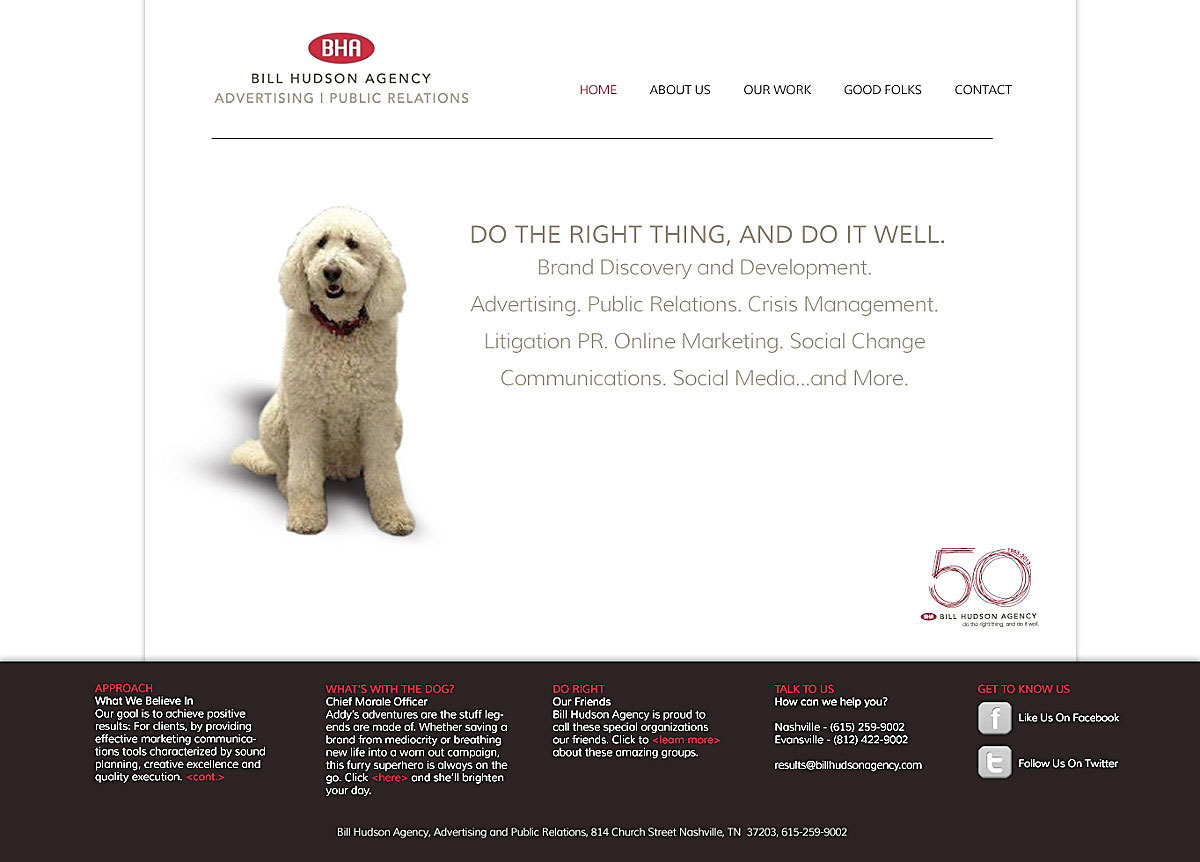 BHA
BILL HUDSON AGENCY
ADVERTISING | PUBLIC RELATIONS
HOME ABOUT US OUR WORK GOOD FOLKS CONTACT
DO THE RIGHT THING, AND DO IT WELL.
Brand Discovery and Development.
Advertising. Public Relations. Crisis Management.
Litigation PR. Online Marketing. Social Change
Communications. Social Media...and More.
50
BHA BILL HUDSON AGENCY
do the right thing, and do it well.
APPROACH
What We Believe In
Our goal is to achieve positive
results: For clients, by providing
effective marketing communica-
tions tools characterized by sound
planning, creative excellence and
quality execution. <cont.>
WHAT'S WITH THE DOG?
Chief Morale Officer
Addy's adventures are the stuff leg-
ends are made of. Whether saving a
brand from mediocrity or breathing
new life into a worn out campaign,
this furry superhero is always on the
go. Click <here> and she'll brighten
your day.
DO RIGHT
Our Friends
Bill Hudson Agency is proud to
call these special organizations
our friends. Click to <learn more>
about these amazing groups.
TALK TO US
How can we help you?
Nashville - (615) 259-9002
Evansville - (812) 422-9002
results@billhudsonagency.com
GET TO KNOW US
f Like Us On Facebook
t Follow Us On Twitter
Bill Hudson Agency, Advertising and Public Relations, 814 Church Street Nashville, TN 37203, 615-259-9002